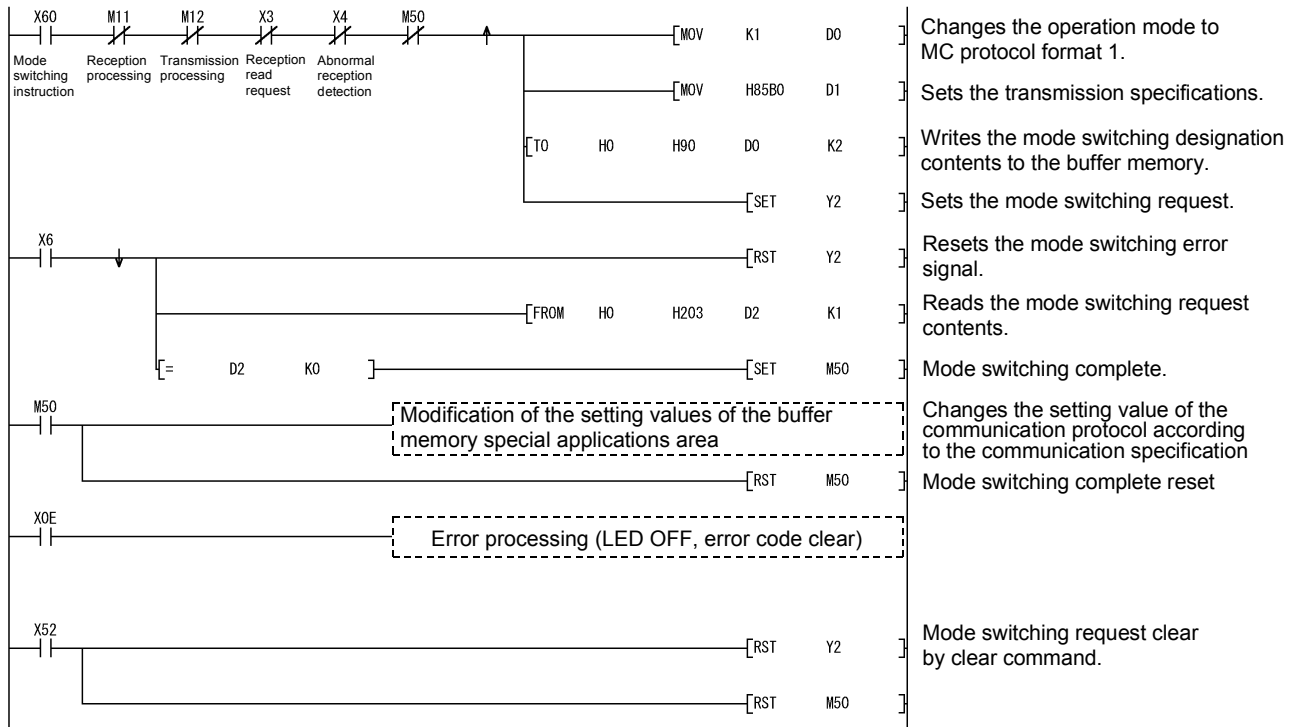 X60 M11 M12 X3 X4 M50
MOV K1 D0
Changes the operation mode to
MC protocol format 1.
Mode
switching
instruction
Reception
processing
Transmission
processing
Reception
read
request
Abnormal
reception
detection
MOV H85B0 D1
Sets the transmission specifications.
TO H0 H90 D0 K2
Writes the mode switching designation
contents to the buffer memory.
SET Y2
Sets the mode switching request.
X6
RST Y2
Resets the mode switching error
signal.
FROM H0 H203 D2 K1
Reads the mode switching request
contents.
= D2 K0
SET M50
Mode switching complete.
M50
Modification of the setting values of the buffer
memory special applications area
Changes the setting value of the
communication protocol according
to the communication specification
RST M50
Mode switching complete reset
X0E
Error processing (LED OFF, error code clear)
X52
RST Y2
Mode switching request clear
by clear command.
RST M50